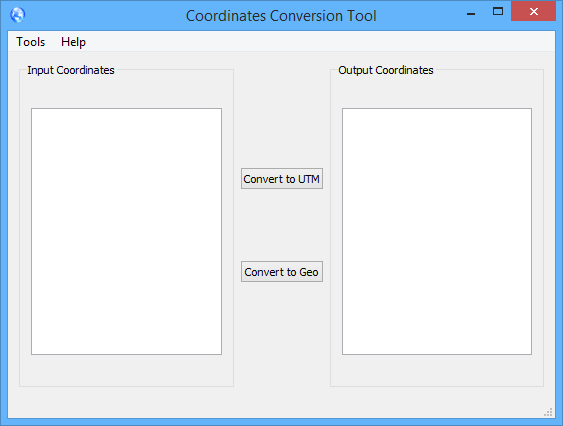 Coordinates Conversion Tool
Tools Help
Input Coordinates
Output Coordinates
Convert to UTM
Convert to Geo